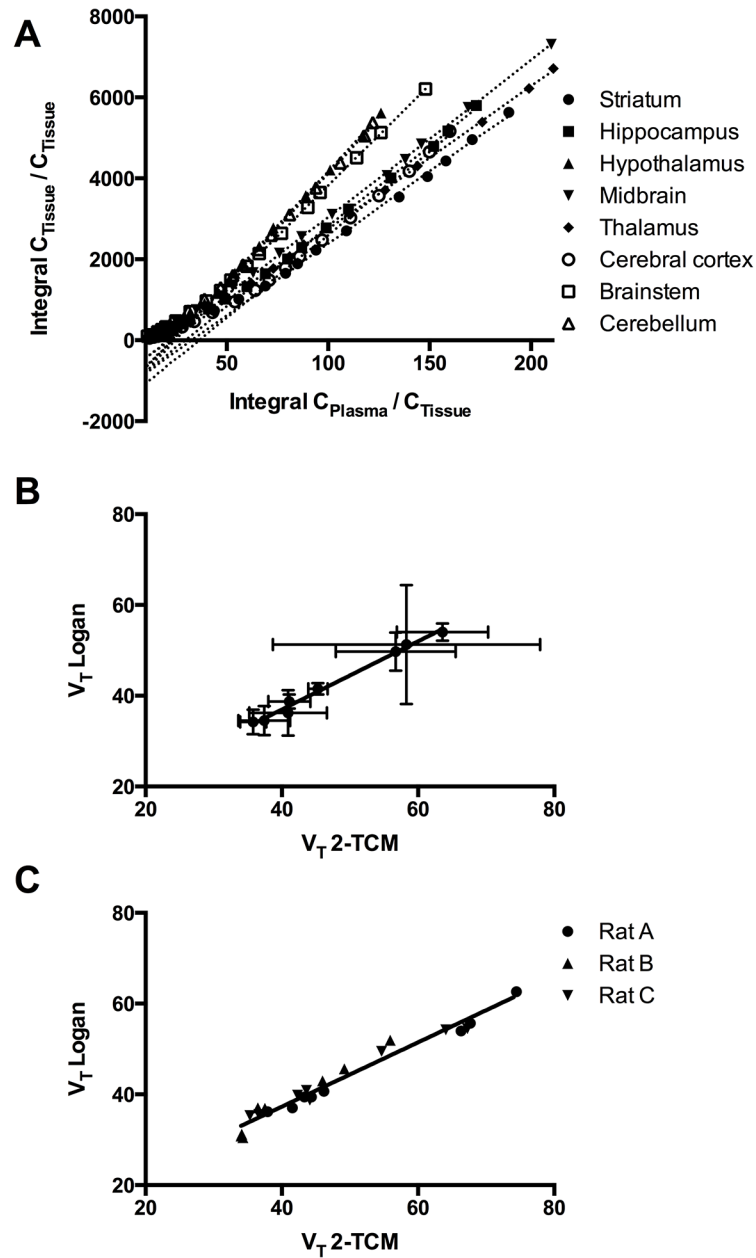 A
8000
6000
4000
2000
0
-2000
50
100
150
200
Integral C_Tissue / C_Tissue
Integral C_Plasma / C_Tissue
Striatum
Hippocampus
Hypothalamus
Midbrain
Thalamus
Cerebral cortex
Brainstem
Cerebellum
B
80
60
40
20
20
40
60
80
V_T Logan
V_T 2-TCM
C
80
60
40
20
20
40
60
80
V_T Logan
V_T 2-TCM
Rat A
Rat B
Rat C